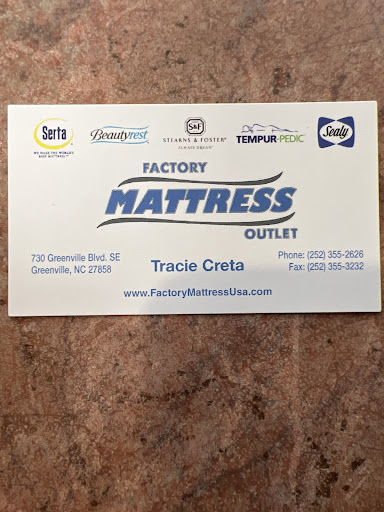 Serta
WE MAKE THE WORLD'S
BEST MATTRESS™
Beautyrest
S&F
STEARNS & FOSTER
ALWAYS DREAM
TEMPUR-PEDIC
Sealy
FACTORY
MATTRESS
OUTLET
730 Greenville Blvd. SE
Greenville, NC 27858
Tracie Creta
Phone: (252) 355-2626
Fax: (252) 355-3232
www.FactoryMattressUsa.com